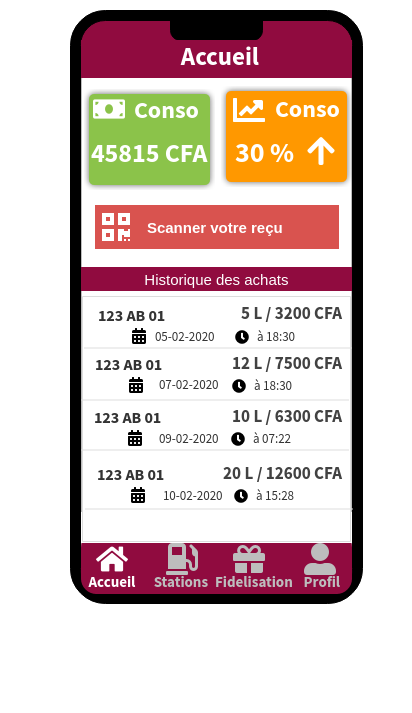 Accueil
Conso
45815 CFA
Conso
30 %
Scanner votre reçu
Historique des achats
123 AB 01 5 L / 3200 CFA
05-02-2020 à 18:30
123 AB 01 12 L / 7500 CFA
07-02-2020 à 18:30
123 AB 01 10 L / 6300 CFA
09-02-2020 à 07:22
123 AB 01 20 L / 12600 CFA
10-02-2020 à 15:28
Accueil Stations Fidelisation Profil